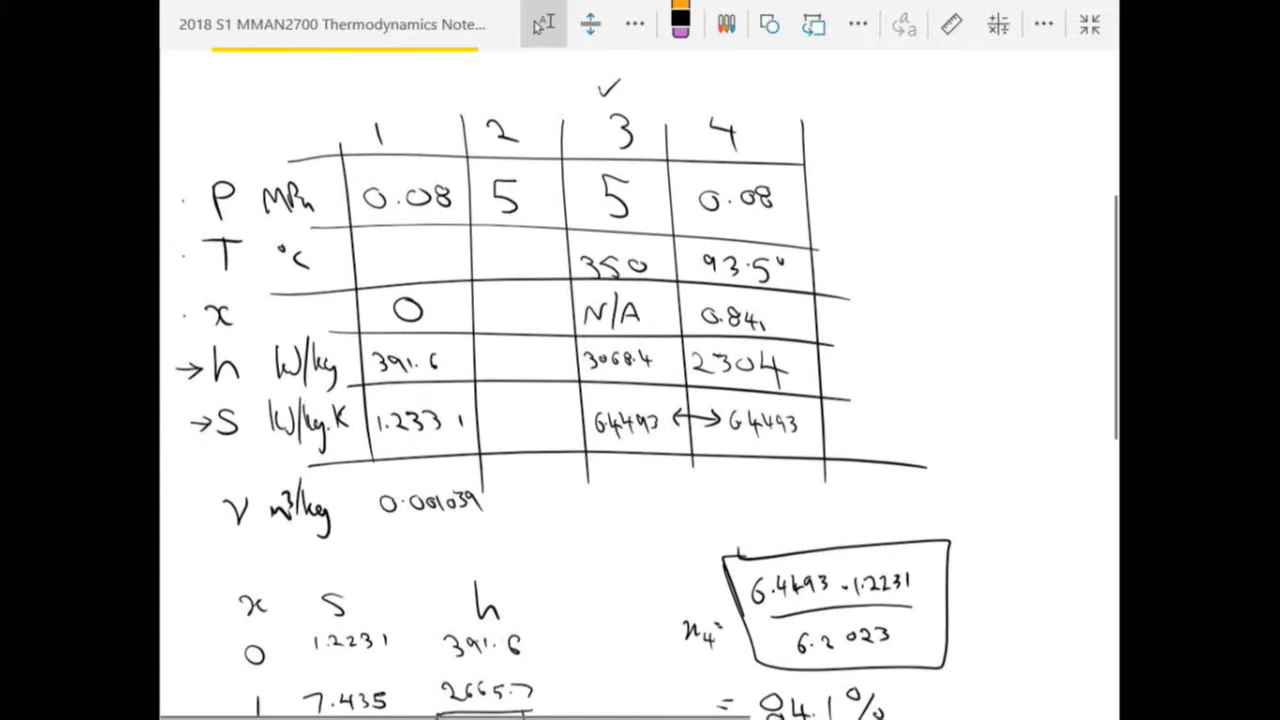 2018 S1 MMAN2700 Thermodynamics Note...
✓
1 2 3 4
P MPa 0.08 5 5 0.08
T °C 350 93.5°
x 0 N/A 0.841
→ h kJ/kg 391.6 3068.4 2304
→ S kJ/kg.K 1.2331 6.4493 ↔ 6.4493
V m³/kg 0.001039
x S h
0 1.2231 391.6
1 7.435 2665.7
x4 = 6.4493 - 1.2231
6.2023
= 84.1%